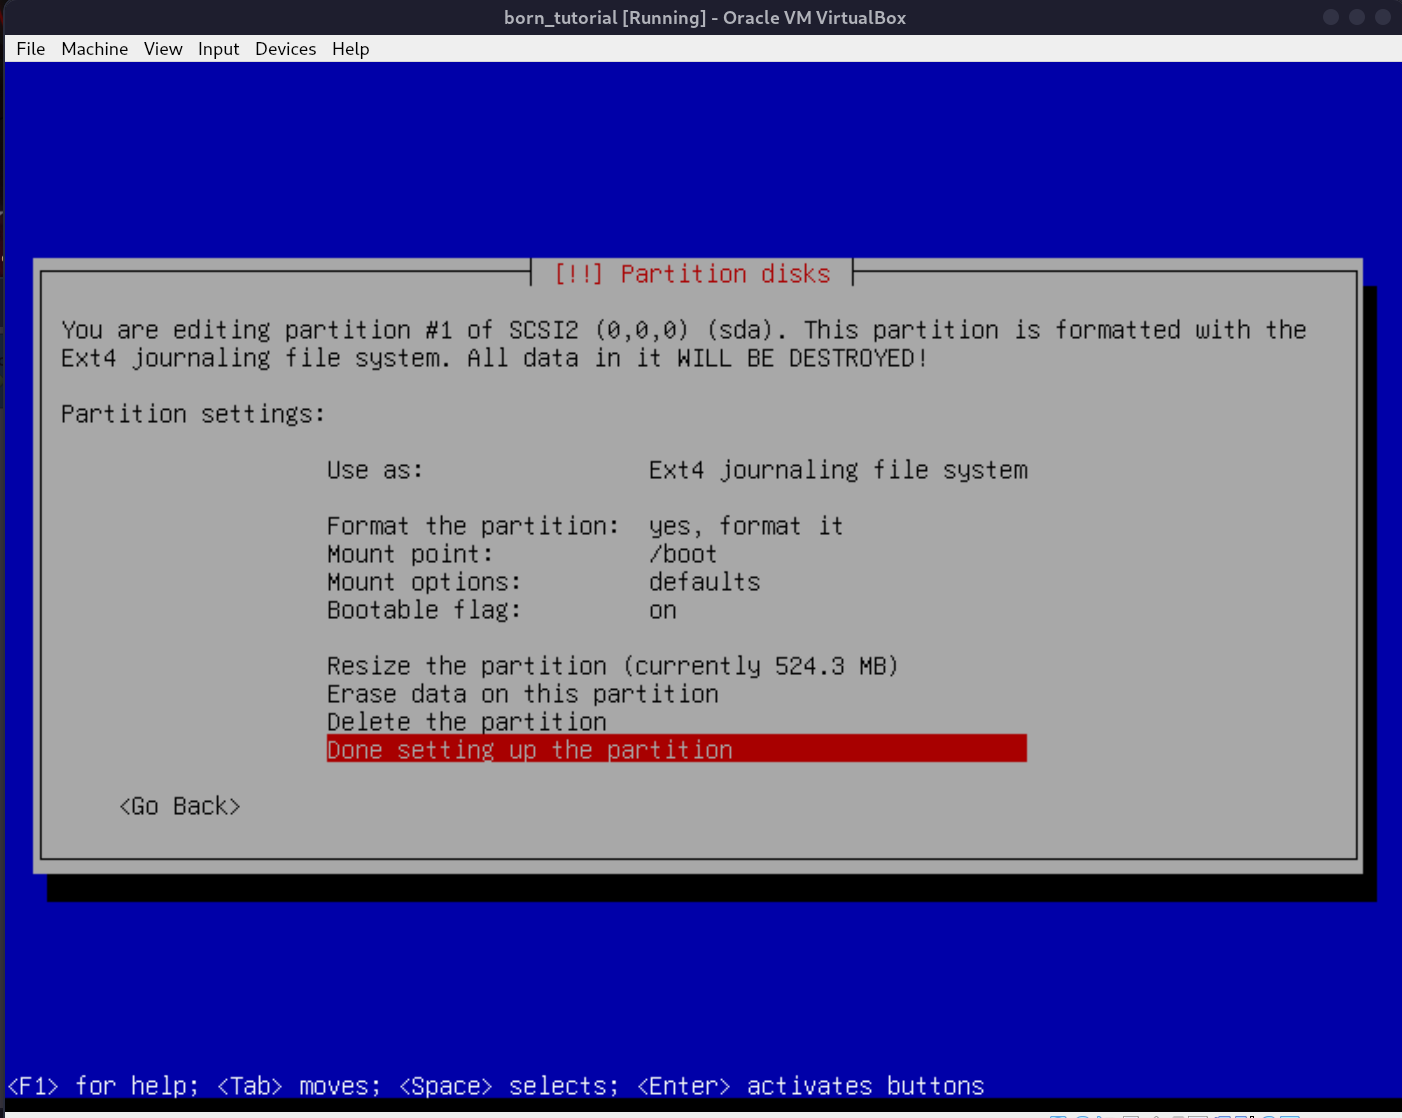 born_tutorial [Running] - Oracle VM VirtualBox
File Machine View Input Devices Help
[!!] Partition disks
You are editing partition #1 of SCSI2 (0,0,0) (sda). This partition is formatted with the
Ext4 journaling file system. All data in it WILL BE DESTROYED!
Partition settings:
Use as: Ext4 journaling file system
Format the partition: yes, format it
Mount point: /boot
Mount options: defaults
Bootable flag: on
Resize the partition (currently 524.3 MB)
Erase data on this partition
Delete the partition
Done setting up the partition
<Go Back>
<F1> for help; <Tab> moves; <Space> selects; <Enter> activates buttons